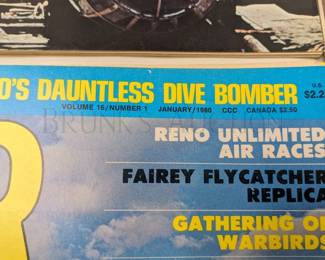 O'S DAUNTLESS DIVE BOMBER
U.S.
$2.2
VOLUME 16/NUMBER 1 JANUARY/1980 CCC CANADA $2.50
BRUNK
RENO UNLIMITED
AIR RACES
FAIREY FLYCATCHER
REPLICA
GATHERING OF
WARBIRDS